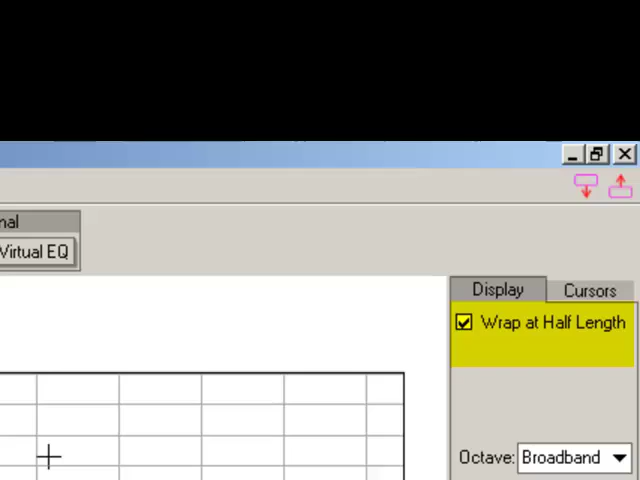 nal
Virtual EQ
Display
Cursors
Wrap at Half Length
Octave: Broadband